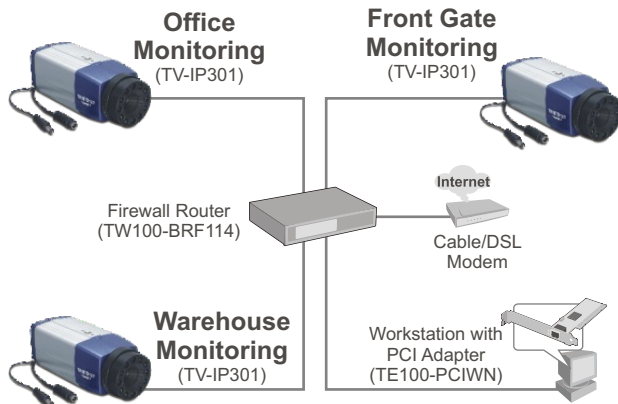 Office
Monitoring
(TV-IP301)
Front Gate
Monitoring
(TV-IP301)
Firewall Router
(TW100-BRF114)
Internet
Cable/DSL
Modem
Warehouse
Monitoring
(TV-IP301)
Workstation with
PCI Adapter
(TE100-PCIWN)